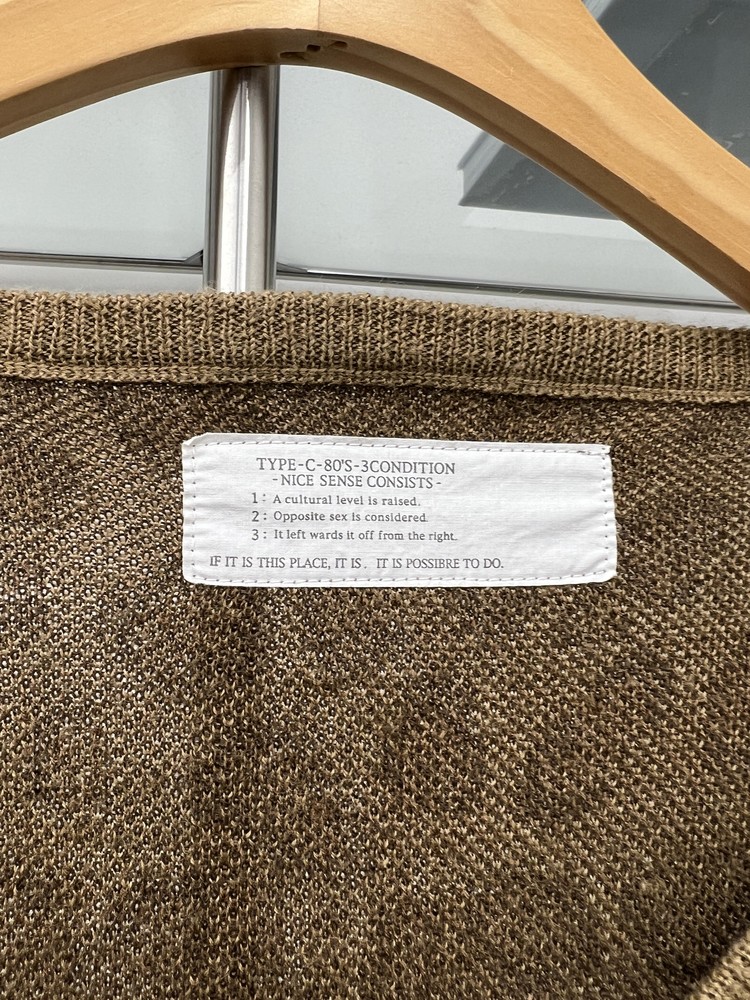 TYPE-C-80'S-3CONDITION
-NICE SENSE CONSISTS-
1: A cultural level is raised.
2: Opposite sex is considered.
3: It left wards it off from the right.
IF IT IS THIS PLACE, IT IS. IT IS POSSIBRE TO DO.